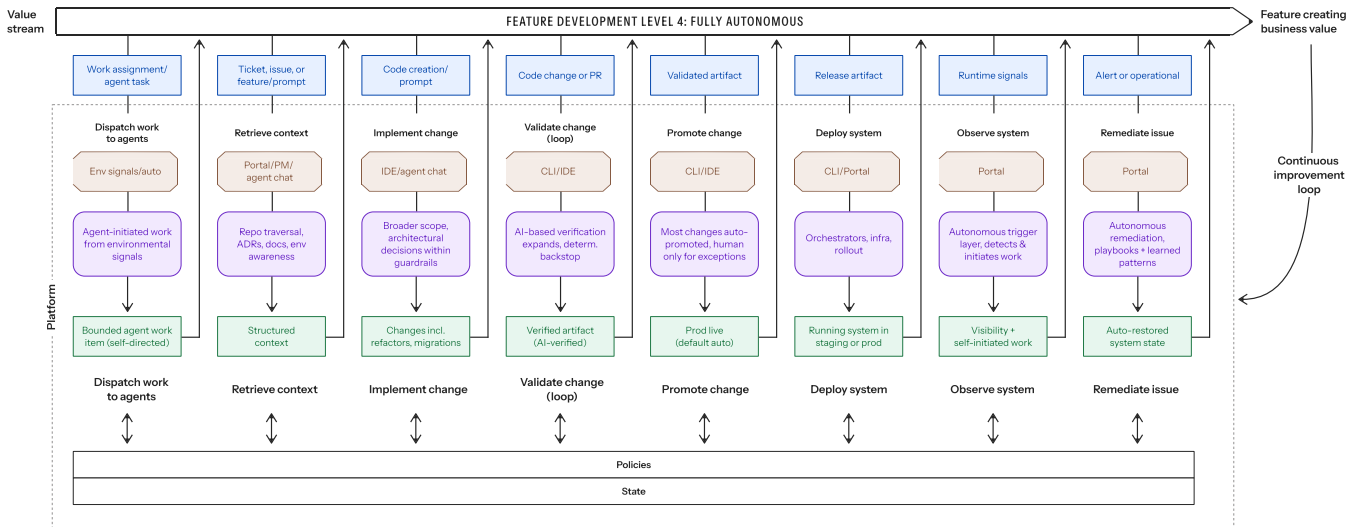 Value
stream
FEATURE DEVELOPMENT LEVEL 4: FULLY AUTONOMOUS
Feature creating
business value
Work assignment/
agent task
Ticket, issue, or
feature/prompt
Code creation/
prompt
Code change or PR
Validated artifact
Release artifact
Runtime signals
Alert or operational
Dispatch work
to agents
Retrieve context
Implement change
Validate change
(loop)
Promote change
Deploy system
Observe system
Remediate issue
Env signals/auto
Portal/PM/
agent chat
IDE/agent chat
CLI/IDE
CLI/IDE
CLI/Portal
Portal
Portal
Continuous
improvement
loop
Agent-initiated work
from environmental
signals
Repo traversal,
ADRs, docs, env
awareness
Broader scope,
architectural
decisions within
guardrails
AI-based verification
expands, determ.
backstop
Most changes auto-
promoted, human
only for exceptions
Orchestrators, infra,
rollout
Autonomous trigger
layer, detects &
initiates work
Autonomous
remediation,
playbooks + learned
patterns
Platform
Bounded agent work
item (self-directed)
Structured
context
Changes incl.
refactors, migrations
Verified artifact
(AI-verified)
Prod live
(default auto)
Running system in
staging or prod
Visibility +
self-initiated work
Auto-restored
system state
Dispatch work
to agents
Retrieve context
Implement change
Validate change
(loop)
Promote change
Deploy system
Observe system
Remediate issue
Policies
State